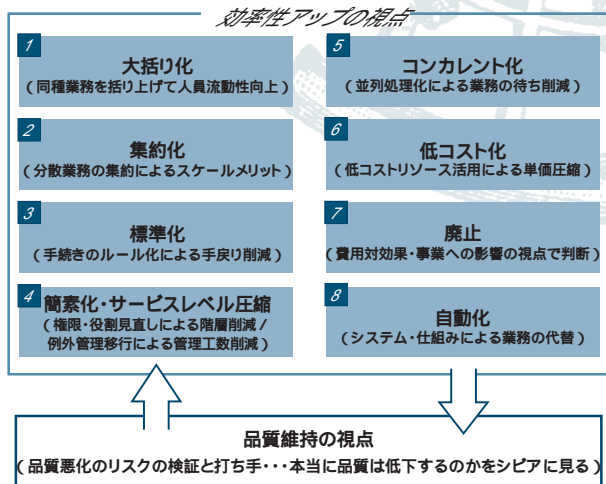 効率性アップの視点
1
大括り化
(同種業務を括り上げて人員流動性向上)
2
集約化
(分散業務の集約によるスケールメリット)
3
標準化
(手続きのルール化による手戻り削減)
4
簡素化・サービスレベル圧縮
(権限・役割見直しによる階層削減/
例外管理移行による管理工数削減)
5
コンカレント化
(並列処理化による業務の待ち削減)
6
低コスト化
(低コストリソース活用による単価圧縮)
7
廃止
(費用対効果・事業への影響の視点で判断)
8
自動化
(システム・仕組みによる業務の代替)
品質維持の視点
(品質悪化のリスクの検証と打ち手・・・本当に品質は低下するのかをシビアに見る)